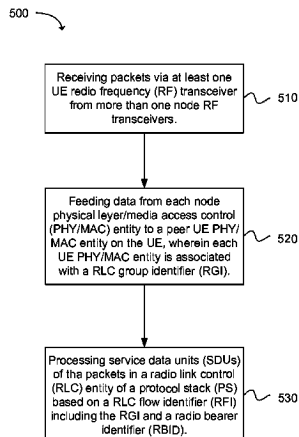 500
Receiving packets via at least one
UE redio frequency (RF) transceiver
from more than one node RF
transceivers.
510
Feeding data from each node
physical layer/media access control
(PHY/MAC) entity to a peer UE PHY/
MAC entity on the UE, wherein each
UE PHY/MAC entity is associated
with a RLC group identifier (RGI).
520
Processing service data units (SDUs)
of the packets in a radio link control
(RLC) entity of a protocol stack (PS)
based on a RLC flow identifier (RFI)
including the RGI and a radio bearer
identifier (RBID).
530